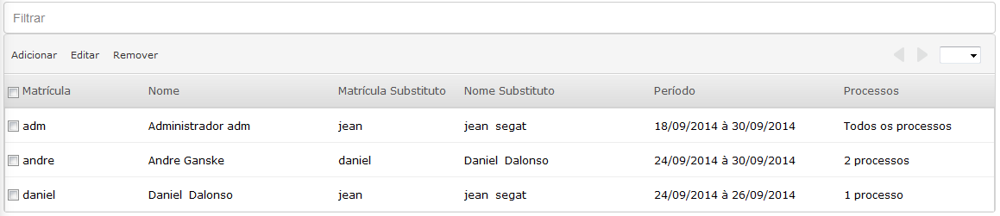 Filtrar
Adicionar Editar Remover
Matrícula Nome Matrícula Substituto Nome Substituto Período Processos
adm Administrador adm jean jean segat 18/09/2014 à 30/09/2014 Todos os processos
andre Andre Ganske daniel Daniel Dalonso 24/09/2014 à 30/09/2014 2 processos
daniel Daniel Dalonso jean jean segat 24/09/2014 à 26/09/2014 1 processo